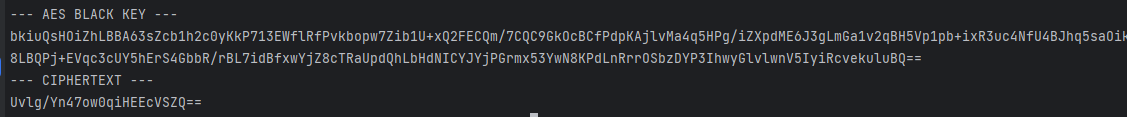 --- AES BLACK KEY ---
bkiuQsHOiZhLBBA63sZcb1h2c0yKkP713EWflRfPvkbopw7Zib1U+xQ2FECQm/7CQC9GkOcBCfPdpKAjlvMa4q5HPg/iZXpdME6J3gLmGa1v2qBH5Vp1pb+ixR3uc4NfU4BJhq5saOik
8LBQPj+EVqc3cUY5hErS4GbbR/rBL7idBfxwYjZ8cTRaUpdQhLbHdNICYJYjPGrmx53YwN8KPdLnRrrOSbzDYP3IhwyGlvlwnV5IyiRcvekuluBQ==
--- CIPHERTEXT ---
Uvlg/Yn47ow0qiHEEcVSZQ==